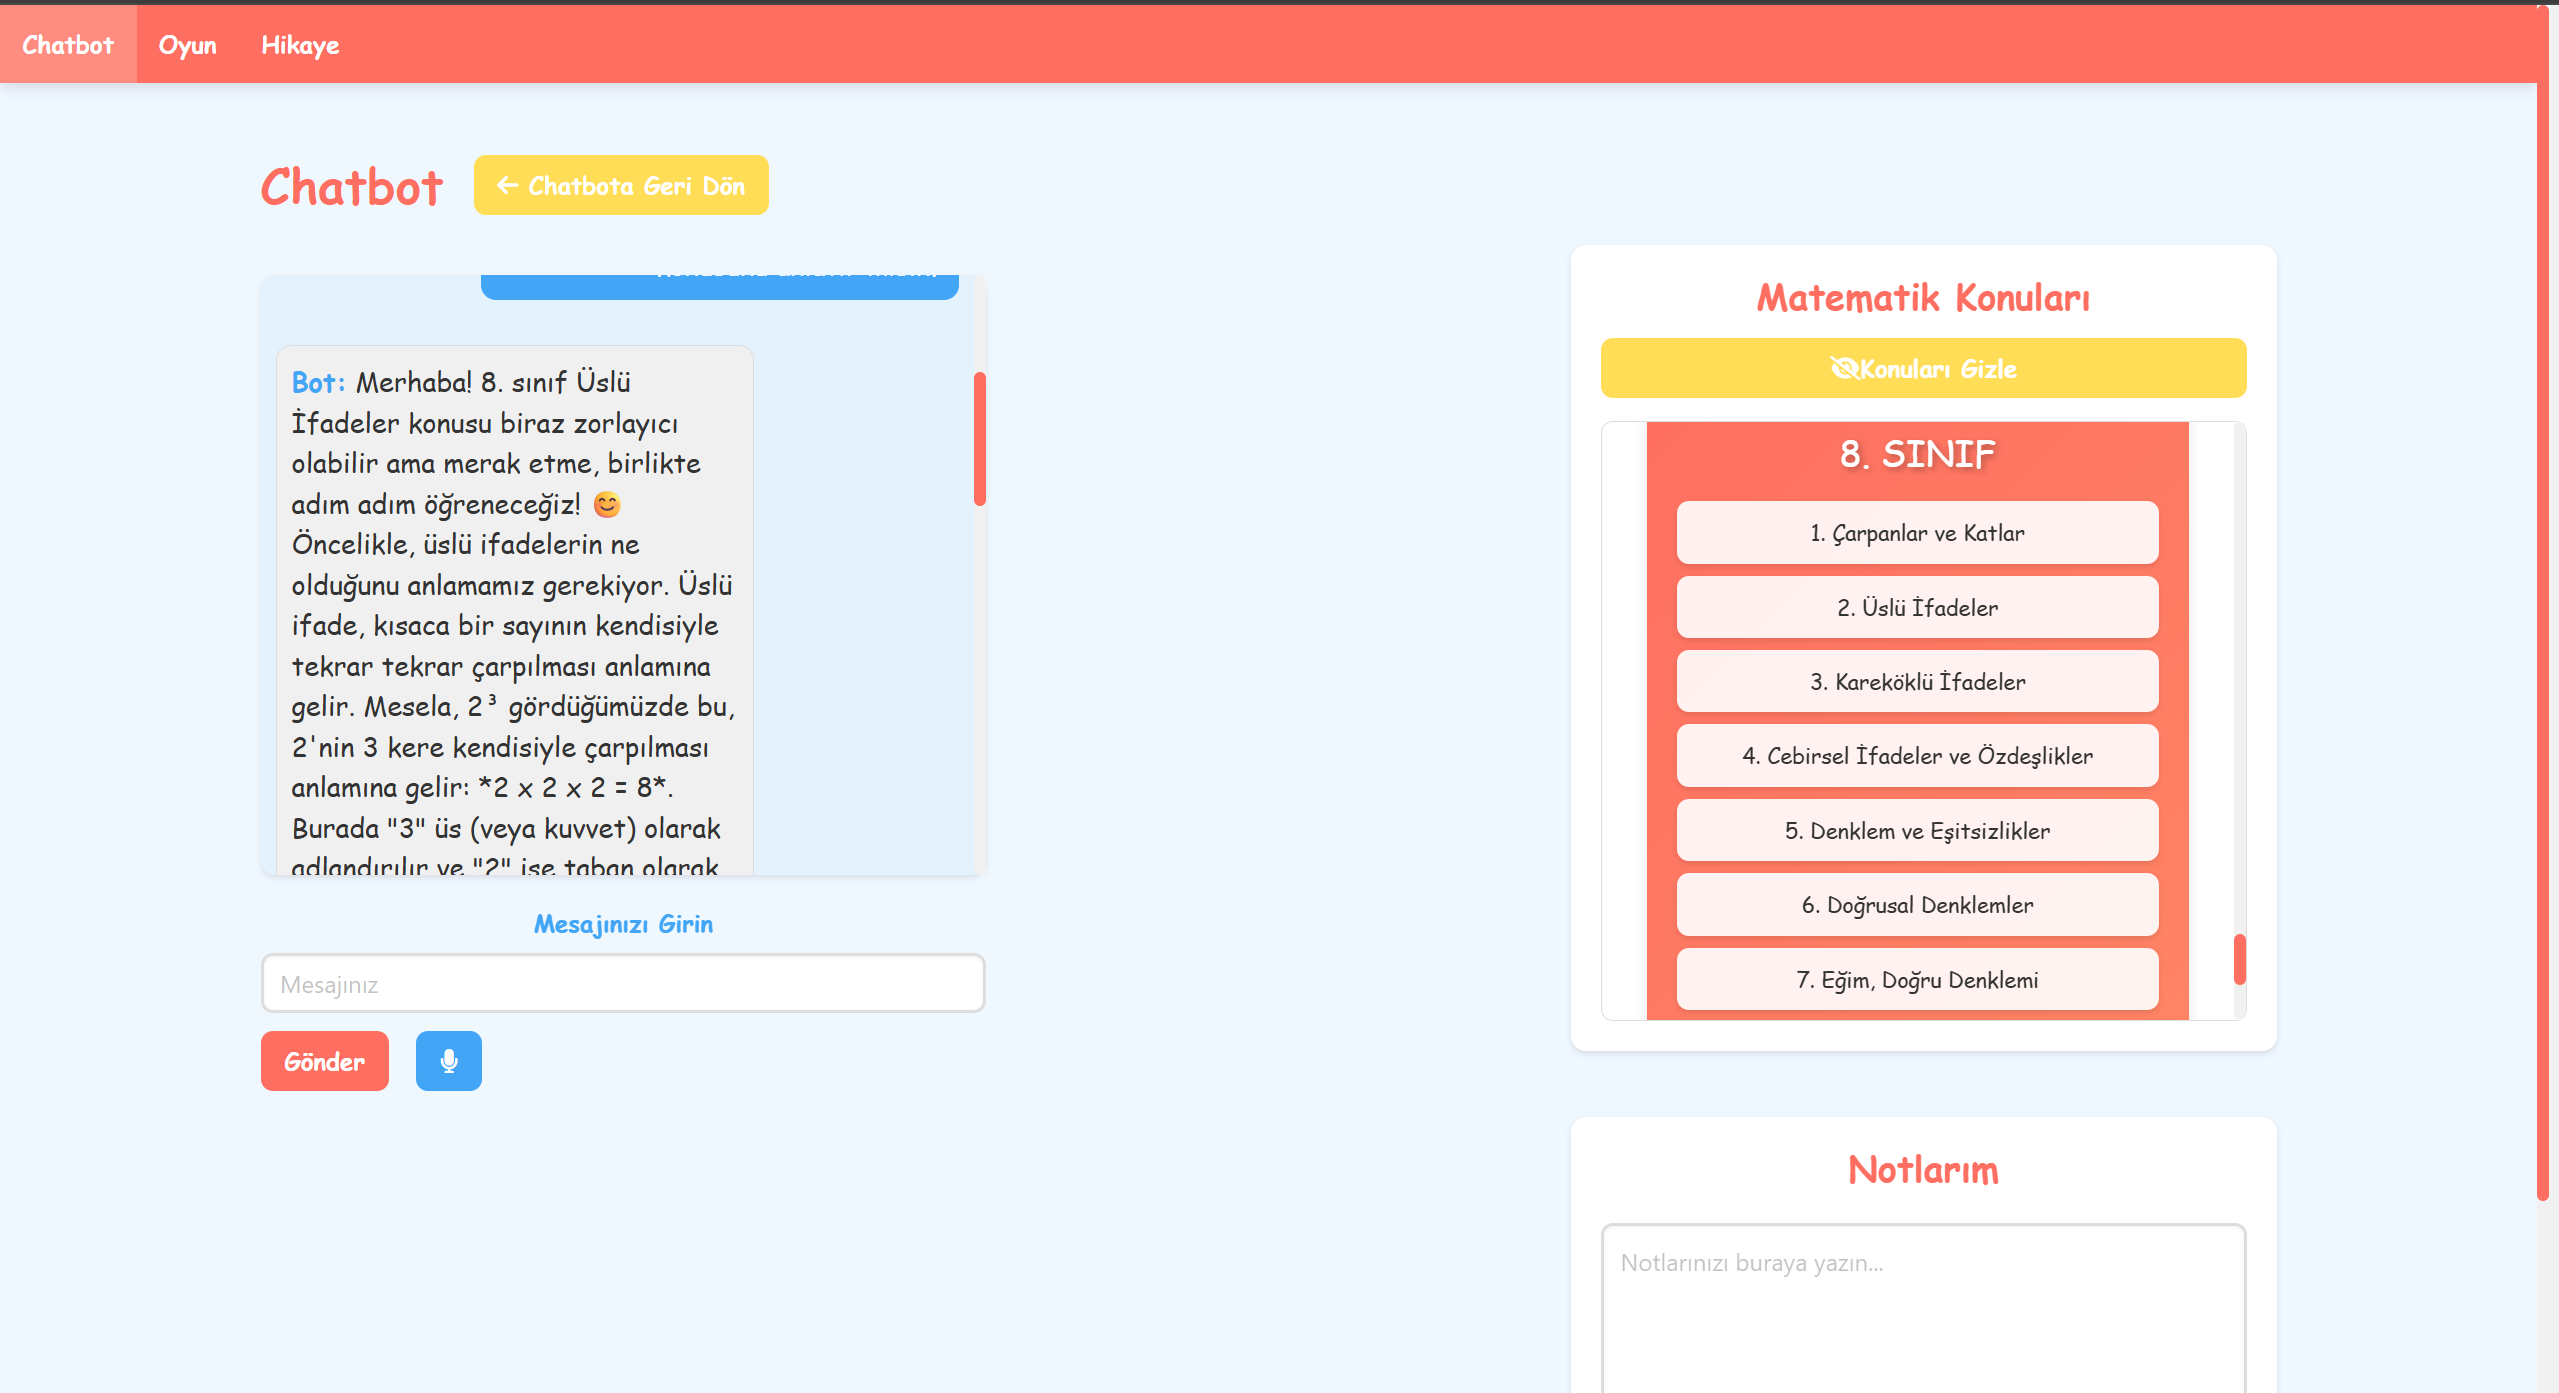 Chatbot Oyun Hikaye
Chatbot
Chatbota Geri Dön
Bot: Merhaba! 8. sınıf Üslü
İfadeler konusu biraz zorlayıcı
olabilir ama merak etme, birlikte
adım adım öğreneceğiz! 😊
Öncelikle, üslü ifadelerin ne
olduğunu anlamamız gerekiyor. Üslü
ifade, kısaca bir sayının kendisiyle
tekrar tekrar çarpılması anlamına
gelir. Mesela, 2³ gördüğümüzde bu,
2'nin 3 kere kendisiyle çarpılması
anlamına gelir: *2 x 2 x 2 = 8*.
Burada "3" üs (veya kuvvet) olarak
adlandırılır ve "2" ise taban olarak
Mesajınızı Girin
Mesajınız
Gönder
Matematik Konuları
Konuları Gizle
8. SINIF
1. Çarpanlar ve Katlar
2. Üslü İfadeler
3. Kareköklü İfadeler
4. Cebirsel İfadeler ve Özdeşlikler
5. Denklem ve Eşitsizlikler
6. Doğrusal Denklemler
7. Eğim, Doğru Denklemi
Notlarım
Notlarınızı buraya yazın...